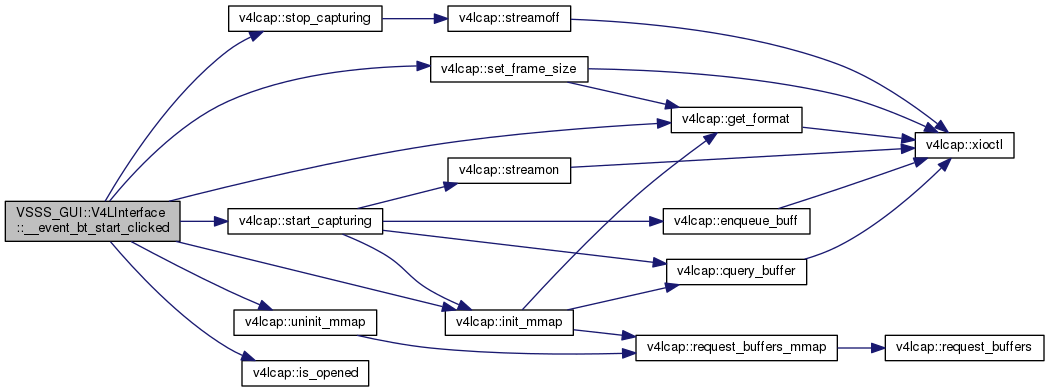 v4lcap::stop_capturing
v4lcap::streamoff
v4lcap::set_frame_size
v4lcap::get_format
v4lcap::xioctl
v4lcap::streamon
VSSS_GUI::V4LInterface
::__event_bt_start_clicked
v4lcap::start_capturing
v4lcap::enqueue_buff
v4lcap::query_buffer
v4lcap::uninit_mmap
v4lcap::init_mmap
v4lcap::request_buffers_mmap
v4lcap::request_buffers
v4lcap::is_opened